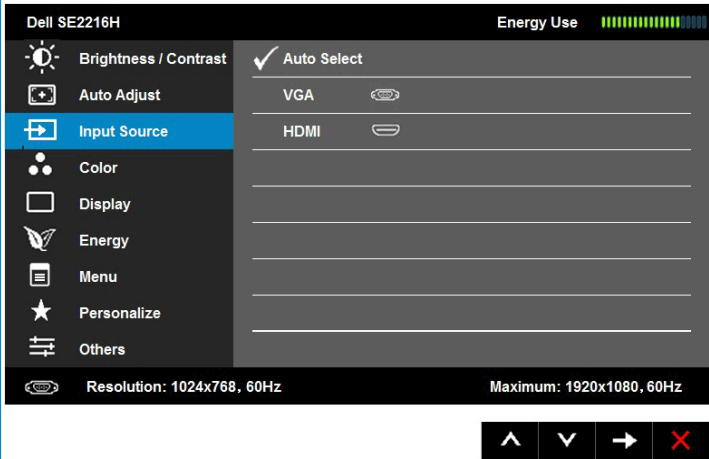 Dell SE2216H Energy Use
Brightness / Contrast Auto Select
Auto Adjust VGA
Input Source HDMI
Color
Display
Energy
Menu
Personalize
Others
Resolution: 1024x768, 60Hz Maximum: 1920x1080, 60Hz